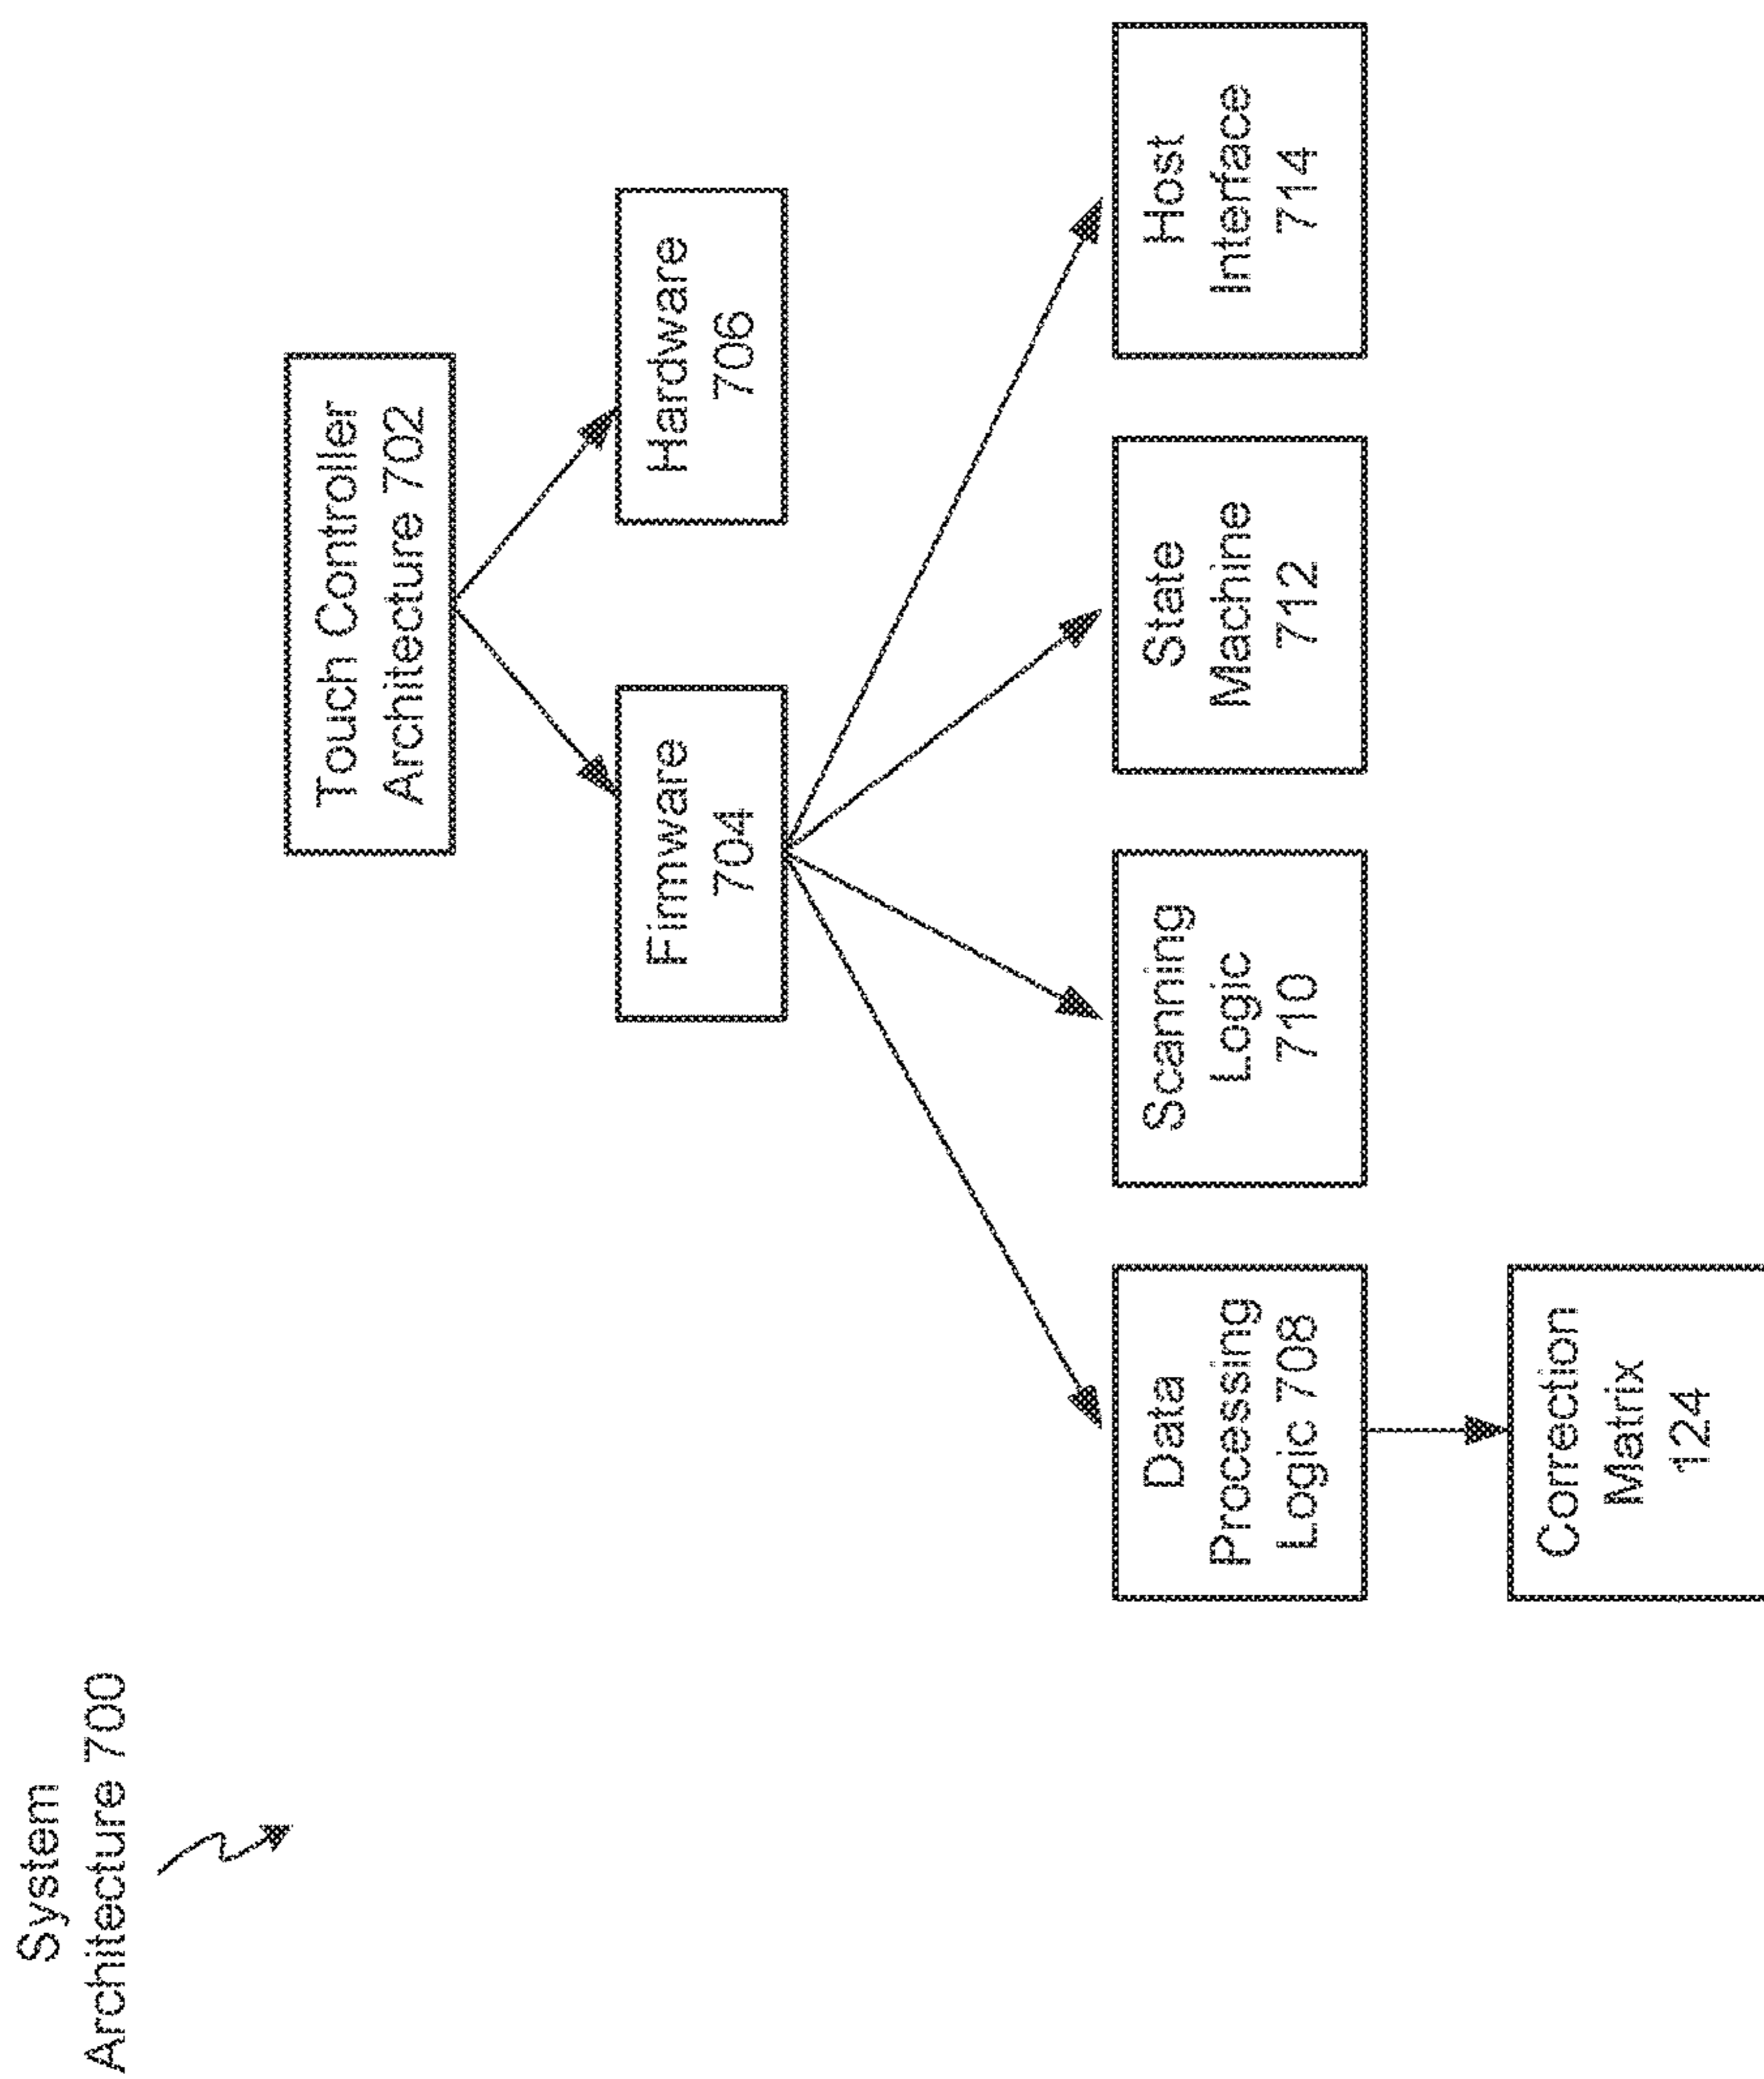 System
Architecture 700
Touch Controller
Architecture 702
Firmware
704
Hardware
706
Data
Processing
Logic 708
Scanning
Logic
710
State
Machine
712
Host
Interface
714
Correction
Matrix
124